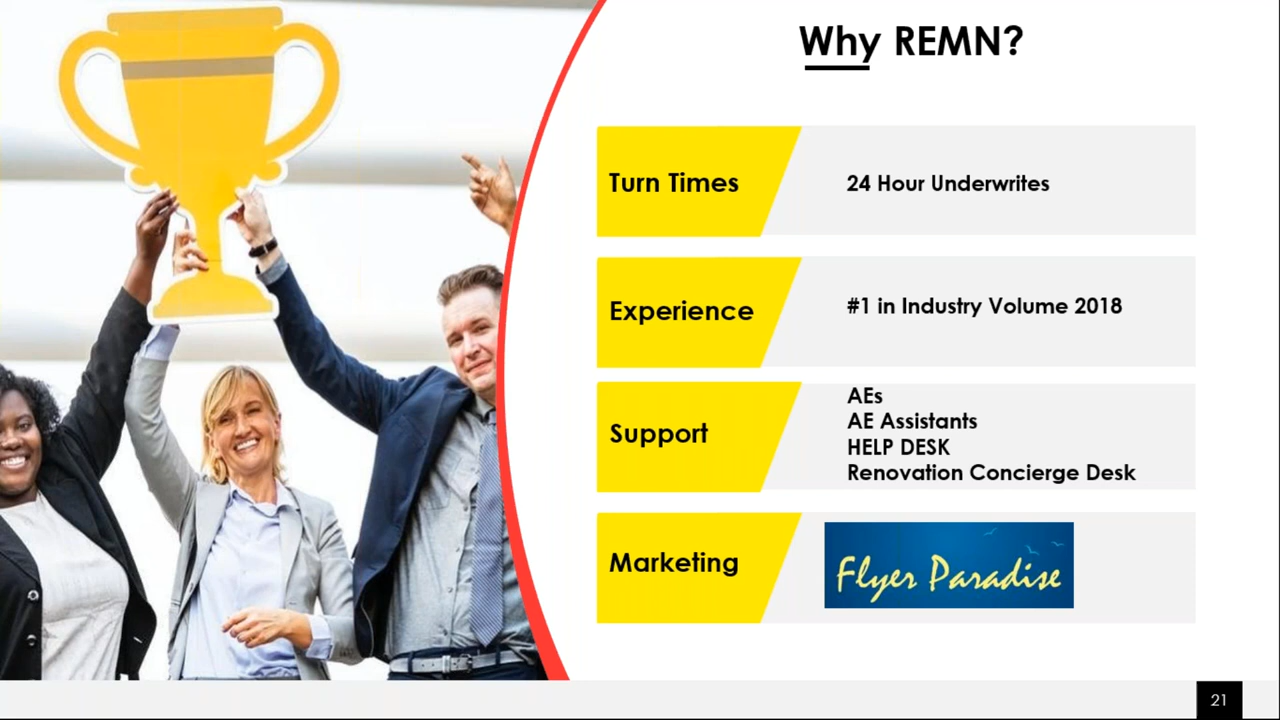 Why REMN?
Turn Times
24 Hour Underwrites
Experience
#1 in Industry Volume 2018
Support
AEs
AE Assistants
HELP DESK
Renovation Concierge Desk
Marketing
Flyer Paradise
21